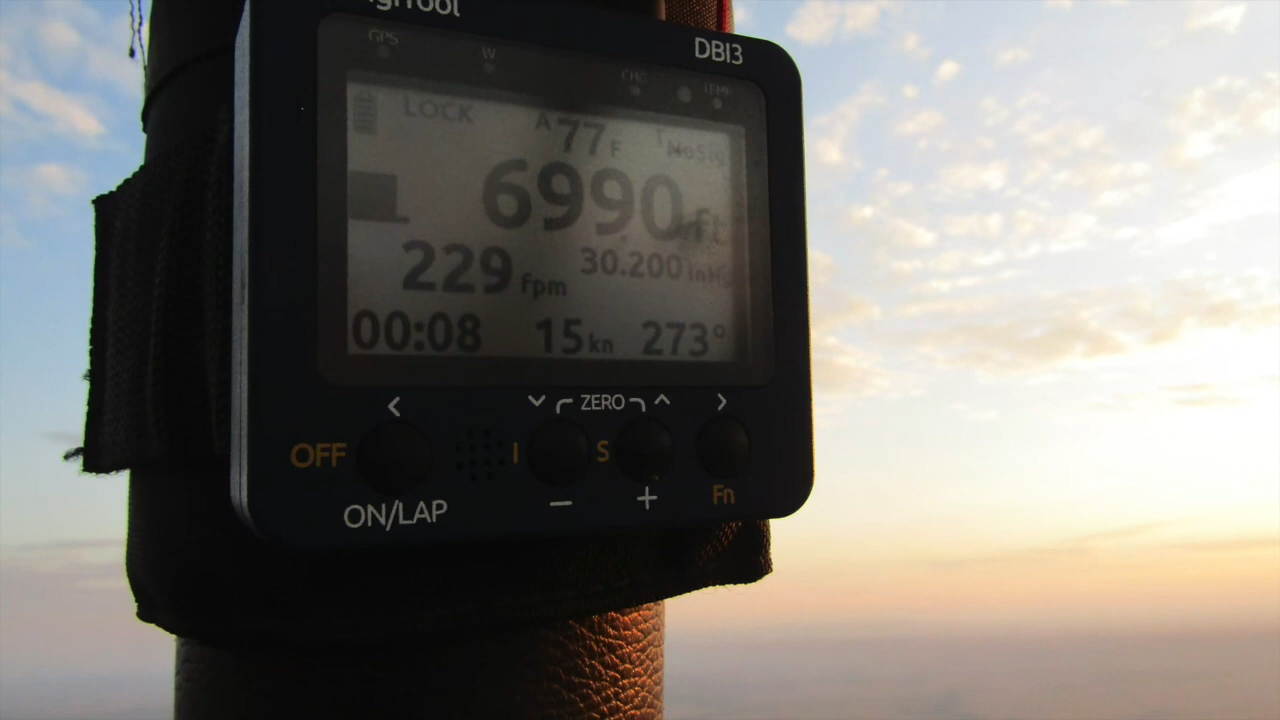 DBI3
GPS W CHG TEMP
LOCK A 77 F T NoSig
6990 ft
229 fpm 30.200 inHg
00:08 15 kn 273°
< ∨ ZERO ∧ >
OFF I S
ON/LAP − + Fn